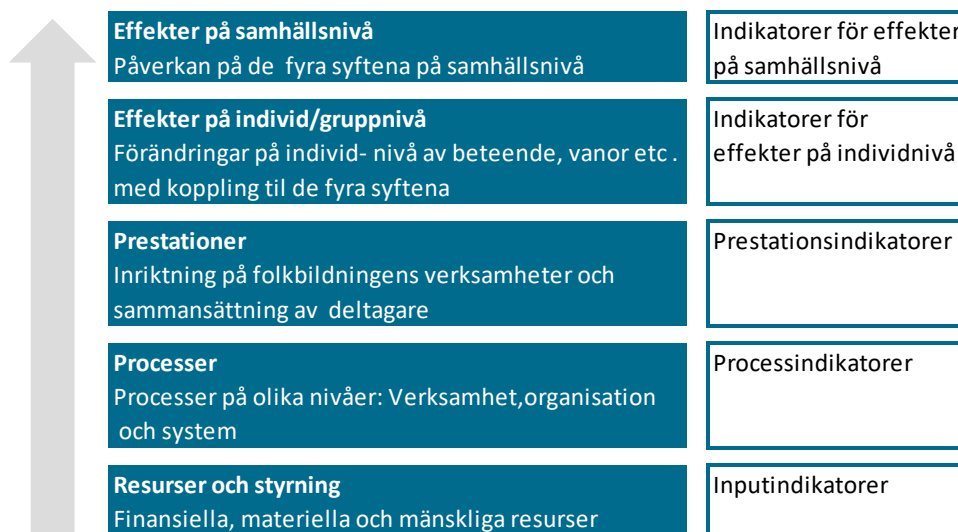 Effekter på samhällsnivå
Påverkan på de fyra syftena på samhällsnivå
Indikatorer för effekter
på samhällsnivå
Effekter på individ/gruppnivå
Förändringar på individ- nivå av beteende, vanor etc .
med koppling til de fyra syftena
Indikatorer för
effekter på individnivå
Prestationer
Inriktning på folkbildningens verksamheter och
sammansättning av deltagare
Prestationsindikatorer
Processer
Processer på olika nivåer: Verksamhet,organisation
och system
Processindikatorer
Resurser och styrning
Finansiella, materiella och mänskliga resurser
Inputindikatorer